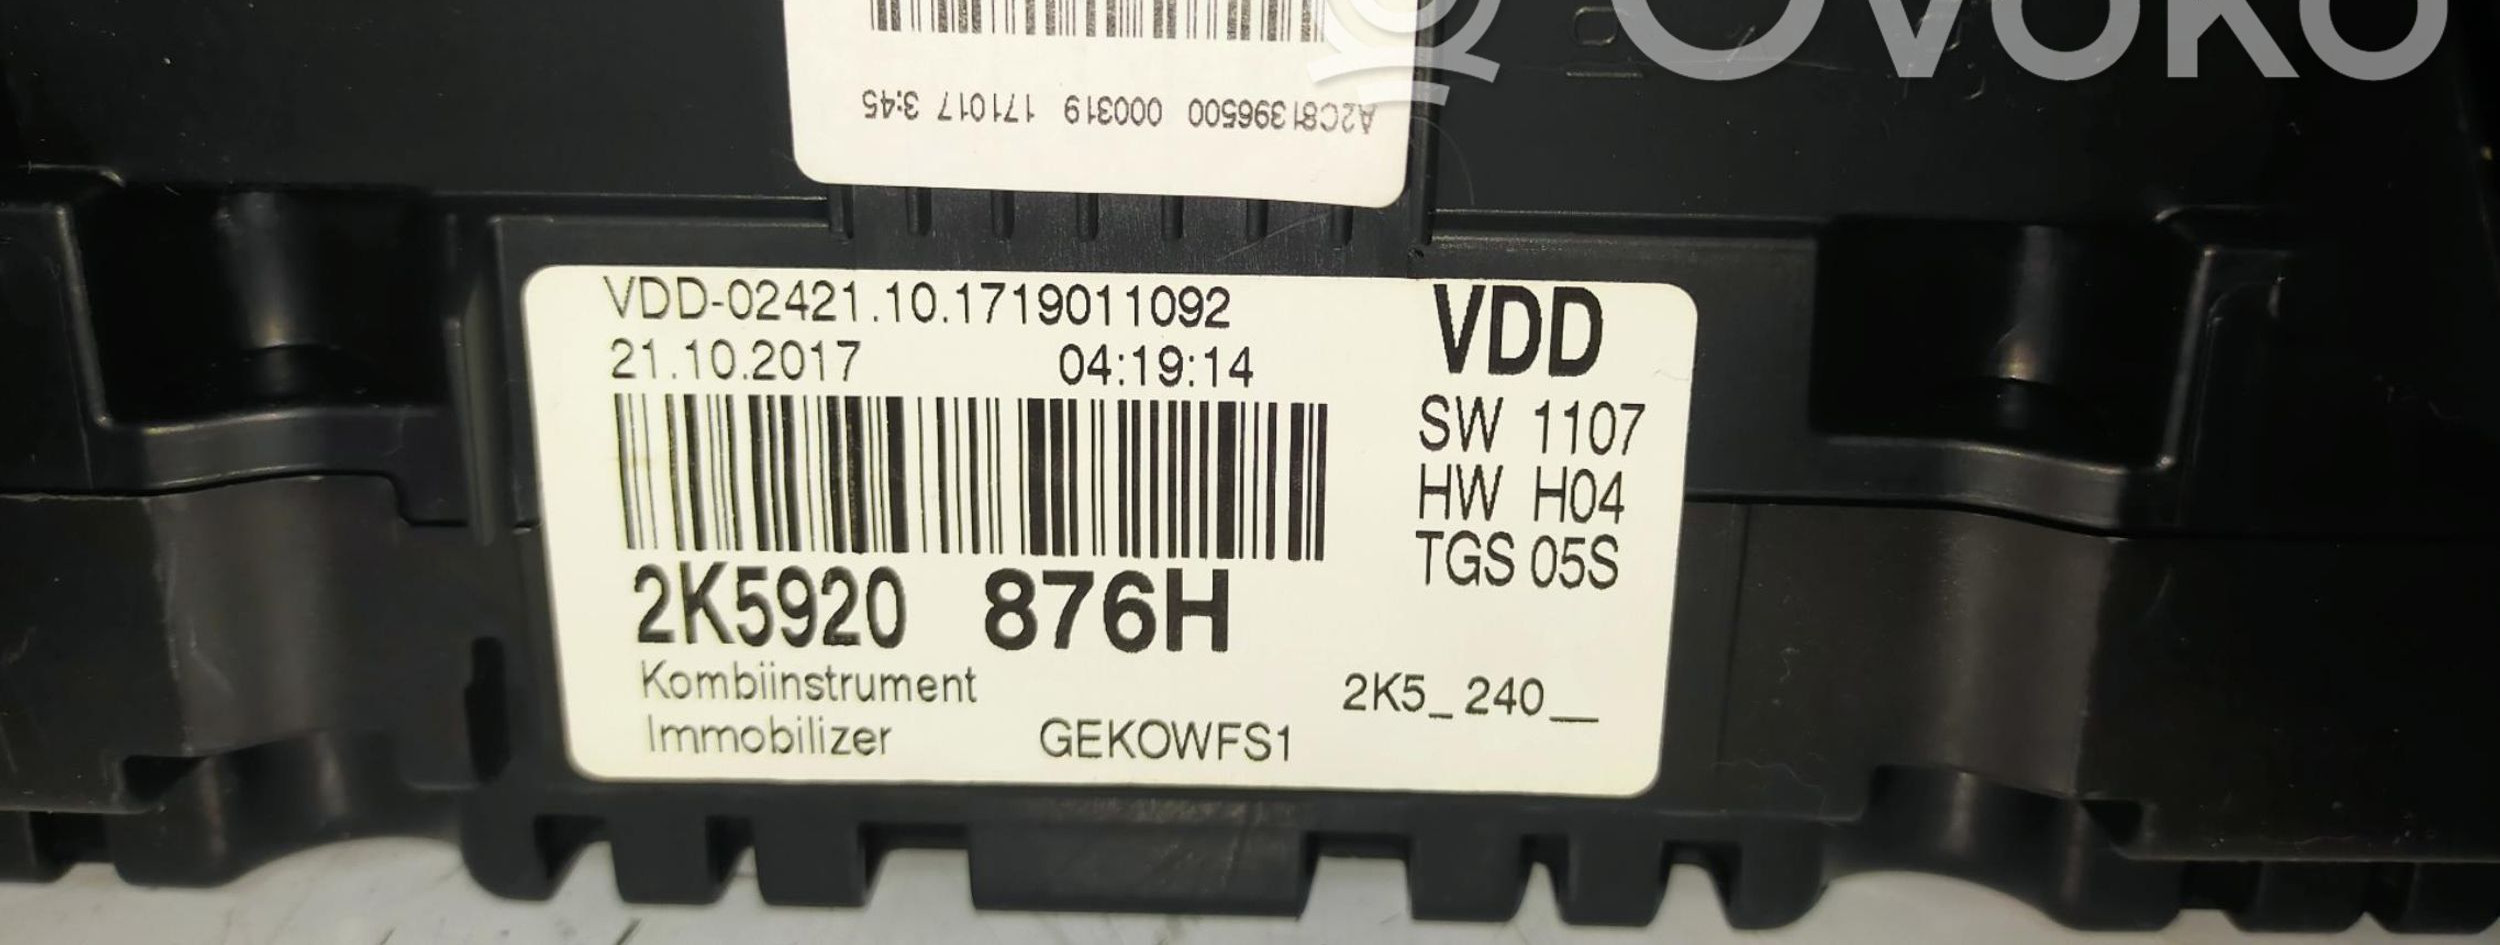 OVOKO
A2C81396500 000319 171017 3:45
VDD-02421.10.1719011092
21.10.2017 04:19:14
VDD
SW 1107
HW H04
TGS 05S
2K5920 876H
Kombiinstrument
2K5_240__
Immobilizer GEKOWFS1